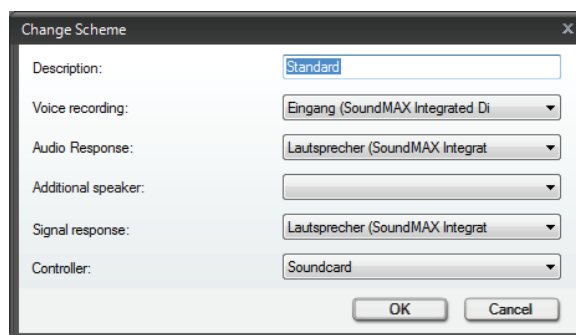 Change Scheme x
Description: Standard
Voice recording: Eingang (SoundMAX Integrated Di
Audio Response: Lautsprecher (SoundMAX Integrat
Additional speaker:
Signal response: Lautsprecher (SoundMAX Integrat
Controller: Soundcard
OK Cancel